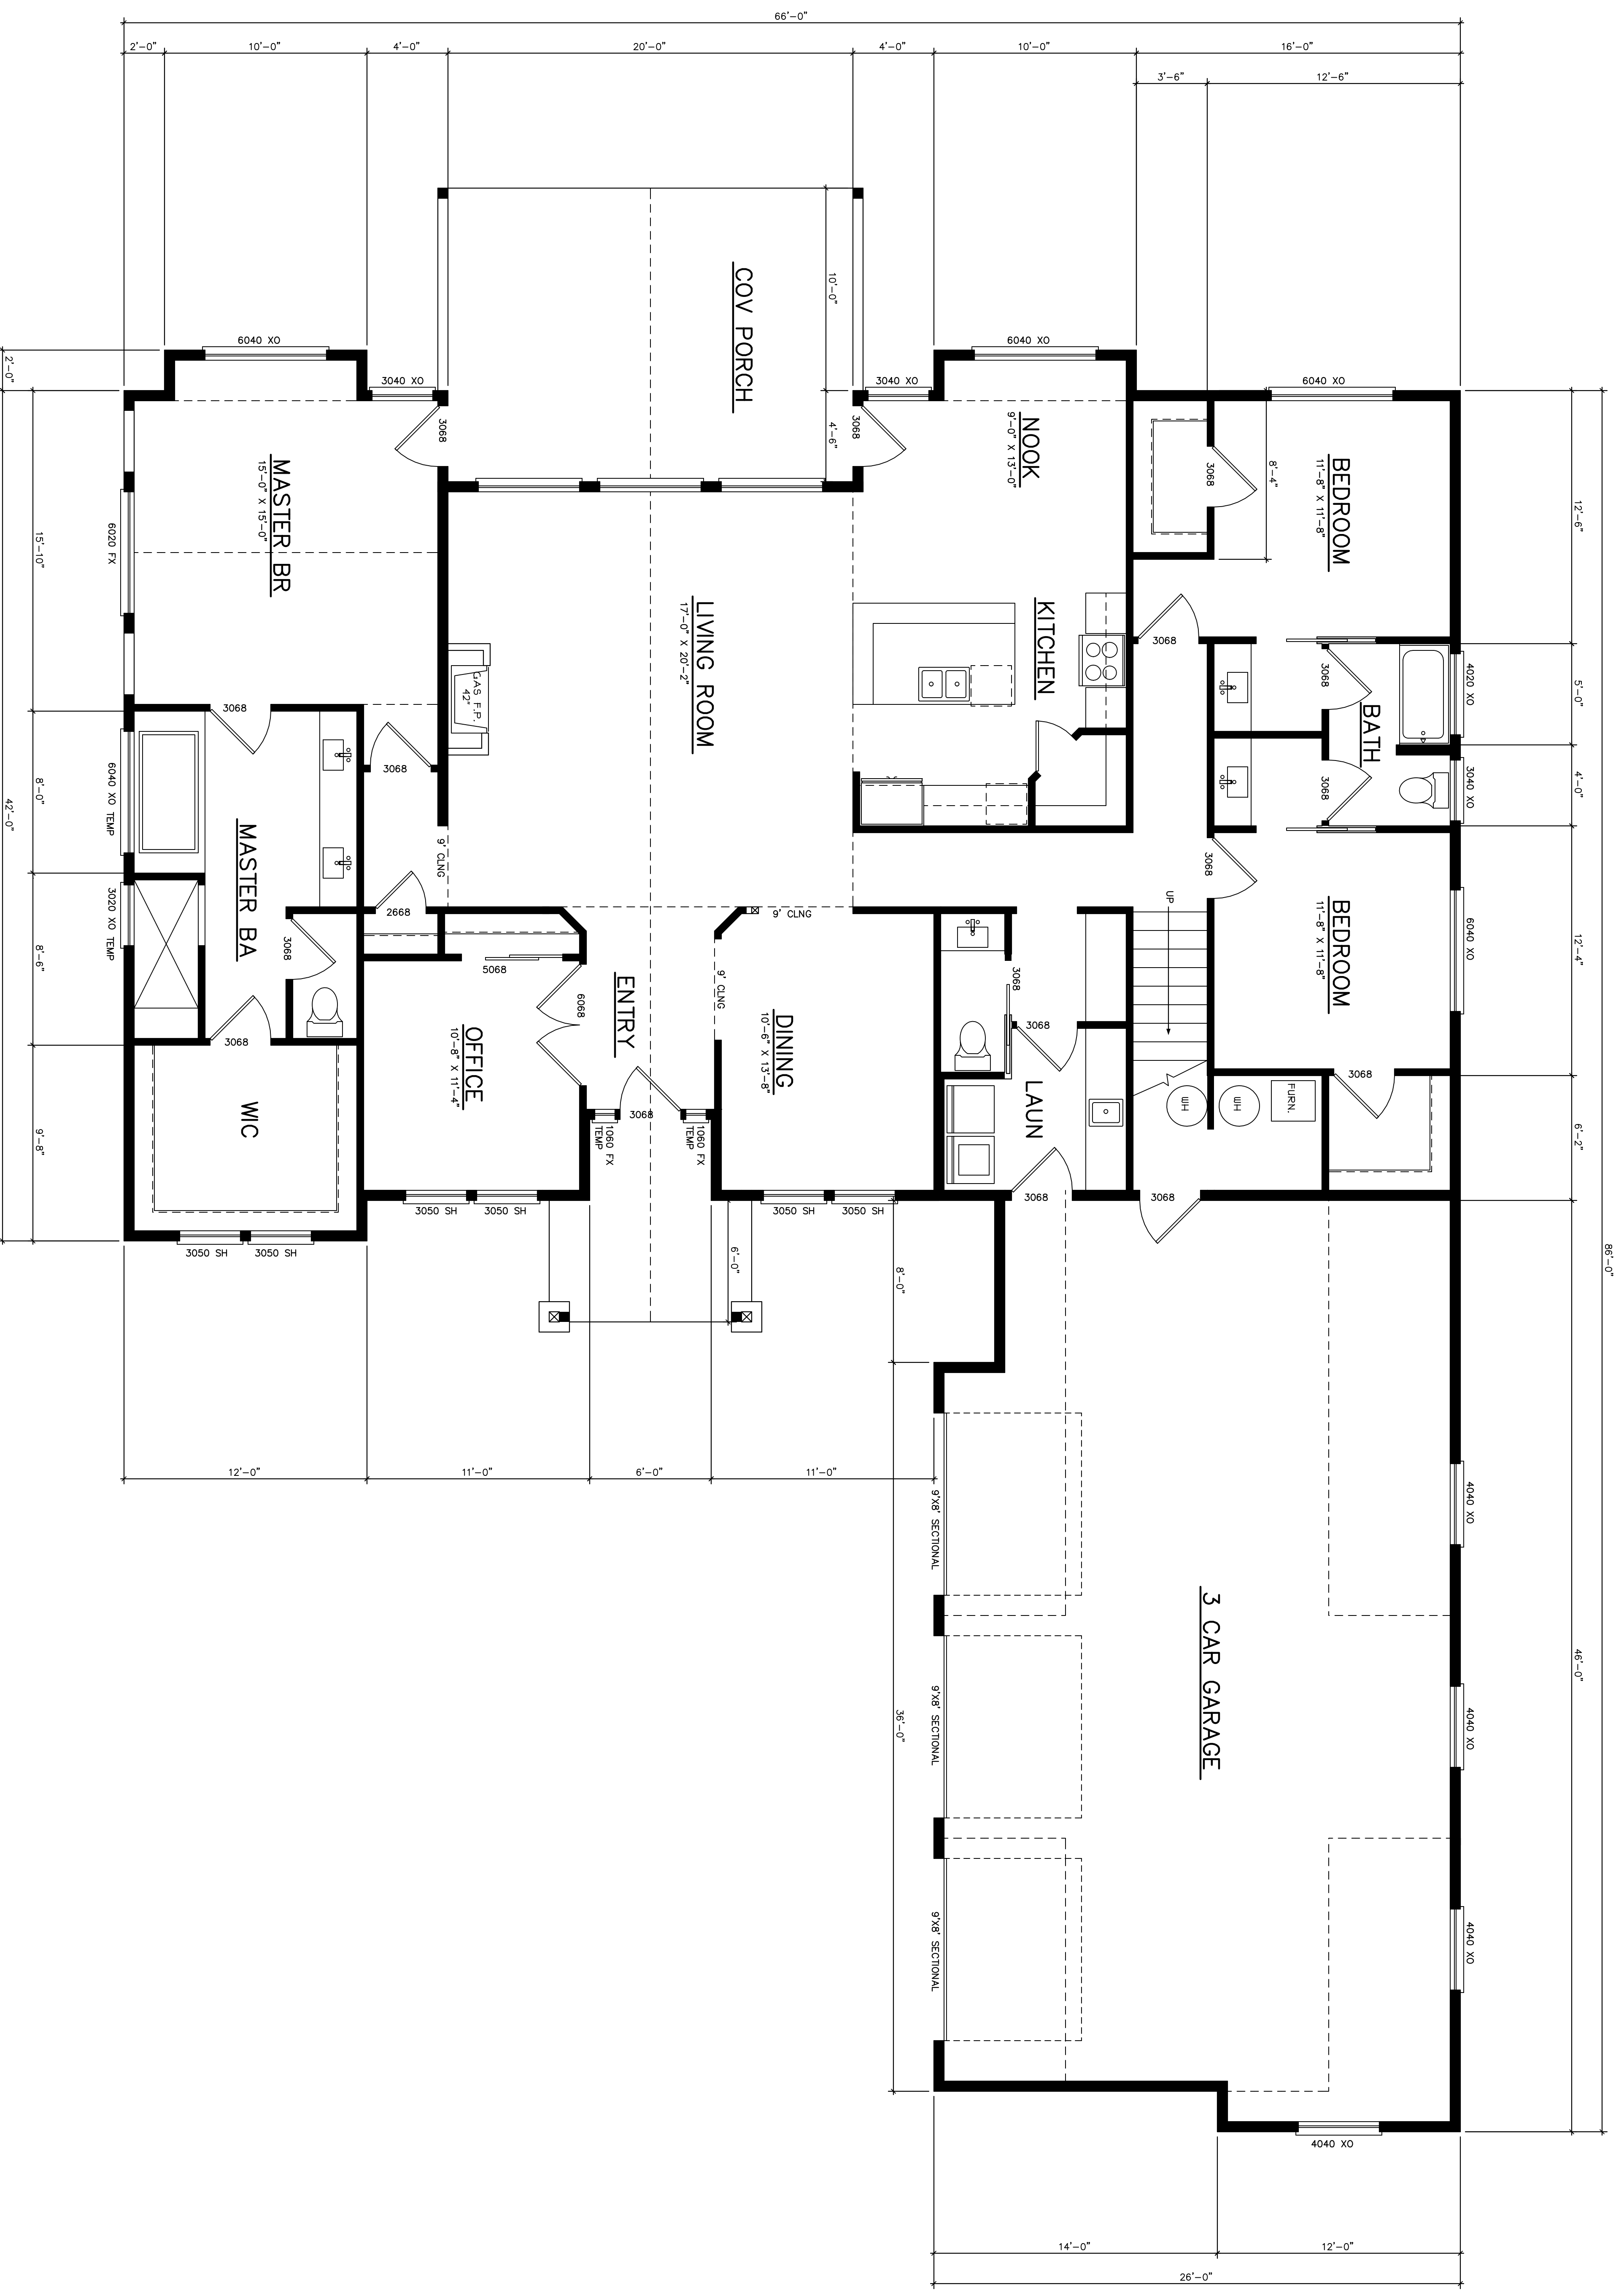 66'-0"
2'-0"
10'-0"
4'-0"
20'-0"
4'-0"
10'-0"
16'-0"
3'-6"
12'-6"
10'-0"
COV PORCH
6040 XO
3040 XO
3040 XO
6040 XO
6040 XO
2'-0"
3068
3068
4'-6"
NOOK
9'-0" X 13'-0"
3068
8'-4"
BEDROOM
11'-8" X 11'-8"
12'-6"
MASTER BR
15'-0" X 15'-0"
6020 FX
15'-10"
LIVING ROOM
17'-0" X 20'-2"
KITCHEN
3068
GAS F.P.
42"
3068
BATH
3068
4020 XO
5'-0"
3068
3068
3040 XO
4'-0"
6040 XO TEMP
8'-0"
42'-0"
9' CLNG
MASTER BA
3068
3020 XO TEMP
8'-6"
2668
9' CLNG
3068
UP
BEDROOM
11'-8" X 11'-8"
6040 XO
12'-4"
5068
6068
9' CLNG
3068
ENTRY
DINING
10'-6" X 13'-8"
OFFICE
10'-8" X 11'-4"
3068
3068
3068
WIC
9'-8"
3068
1060 FX
TEMP
1060 FX
TEMP
LAUN
WH
WH
FURN.
6'-2"
3068
3068
3050 SH
3050 SH
3050 SH
3050 SH
3050 SH
3050 SH
6'-0"
8'-0"
86'-0"
12'-0"
11'-0"
6'-0"
11'-0"
9'X8' SECTIONAL
4040 XO
3 CAR GARAGE
46'-0"
36'-0"
9'X8' SECTIONAL
4040 XO
9'X8' SECTIONAL
4040 XO
4040 XO
14'-0"
12'-0"
26'-0"